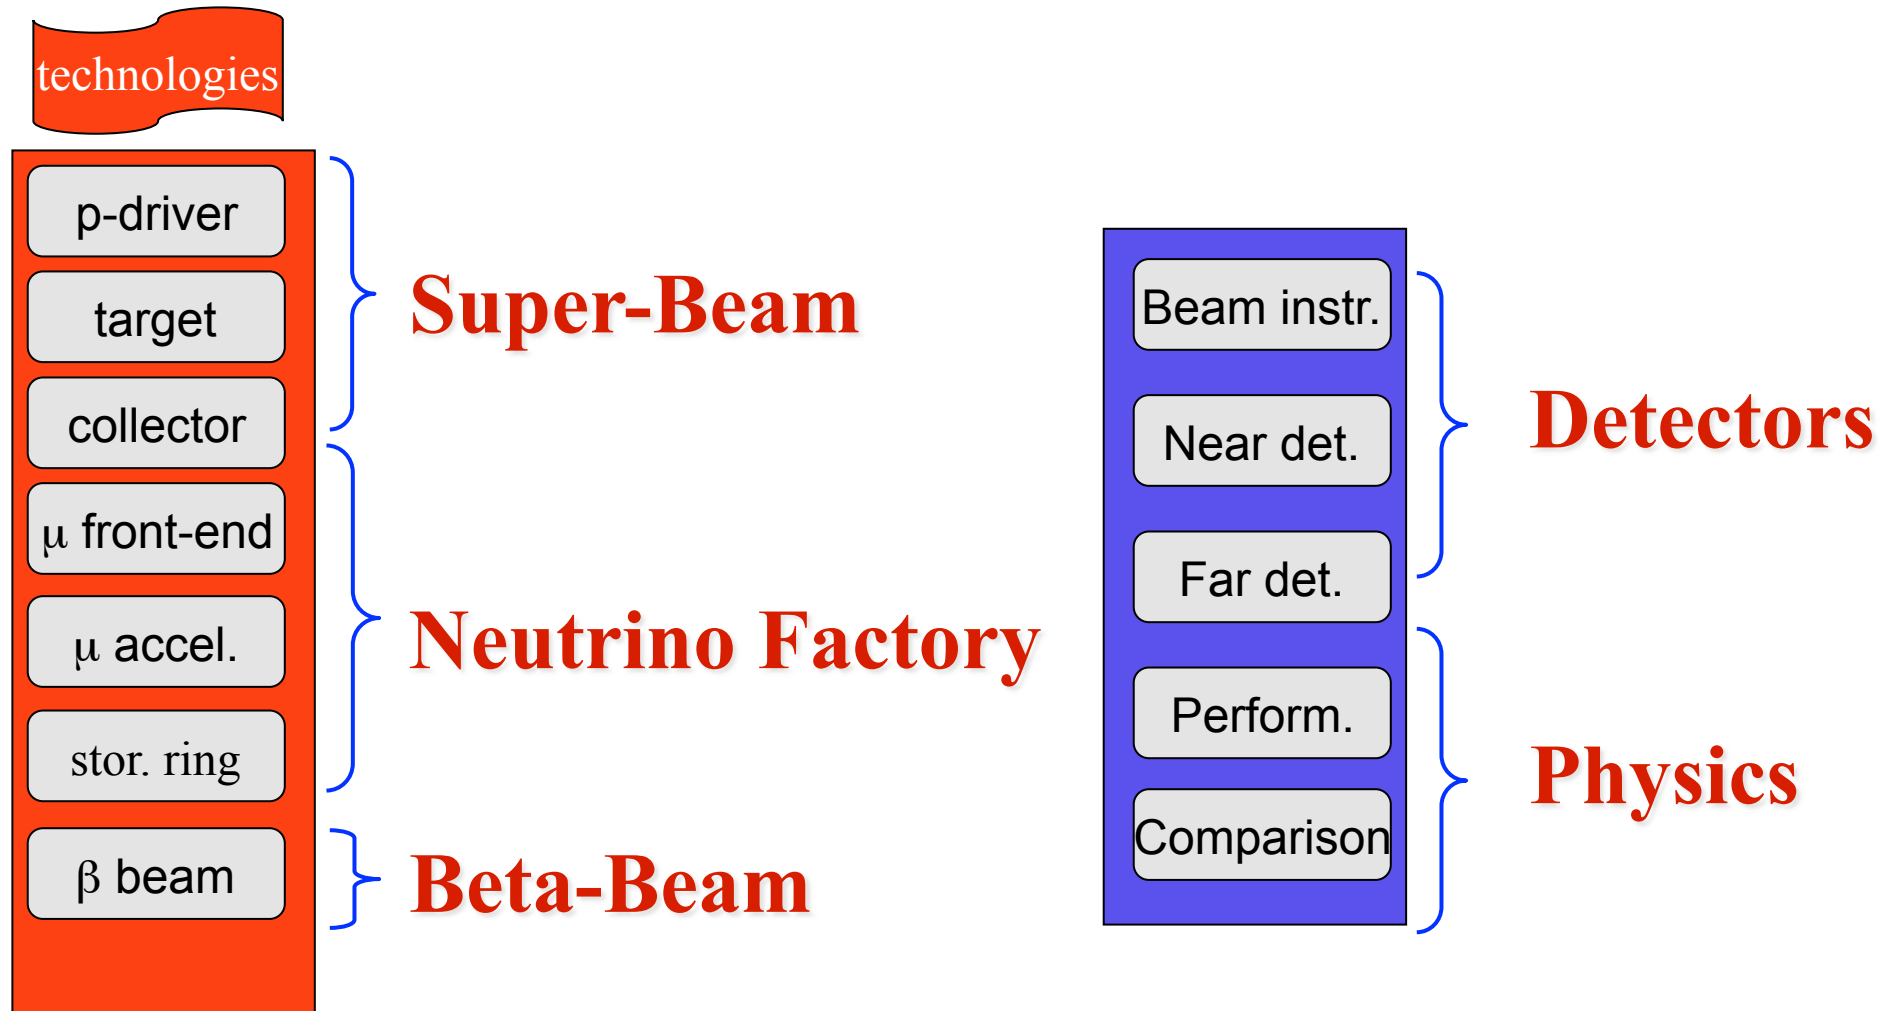 technologies
p-driver
target
collector
μ front-end
μ accel.
stor. ring
β beam
Super-Beam
Neutrino Factory
Beta-Beam
Beam instr.
Near det.
Far det.
Perform.
Comparison
Detectors
Physics